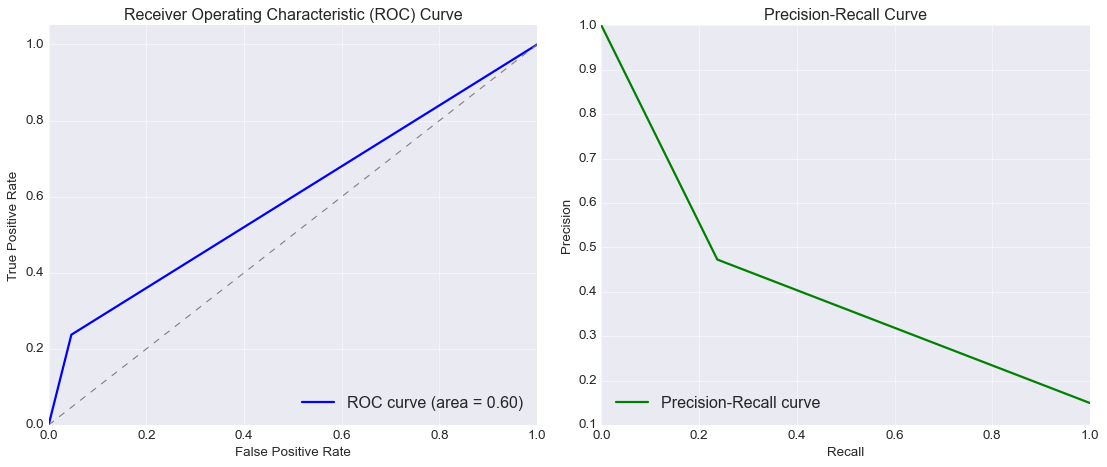 Receiver Operating Characteristic (ROC) Curve
True Positive Rate
1.0
0.8
0.6
0.4
0.2
0.0
ROC curve (area = 0.60)
0.0 0.2 0.4 0.6 0.8 1.0
False Positive Rate
Precision-Recall Curve
Precision
1.0
0.9
0.8
0.7
0.6
0.5
0.4
0.3
0.2
0.1
Precision-Recall curve
0.0 0.2 0.4 0.6 0.8 1.0
Recall